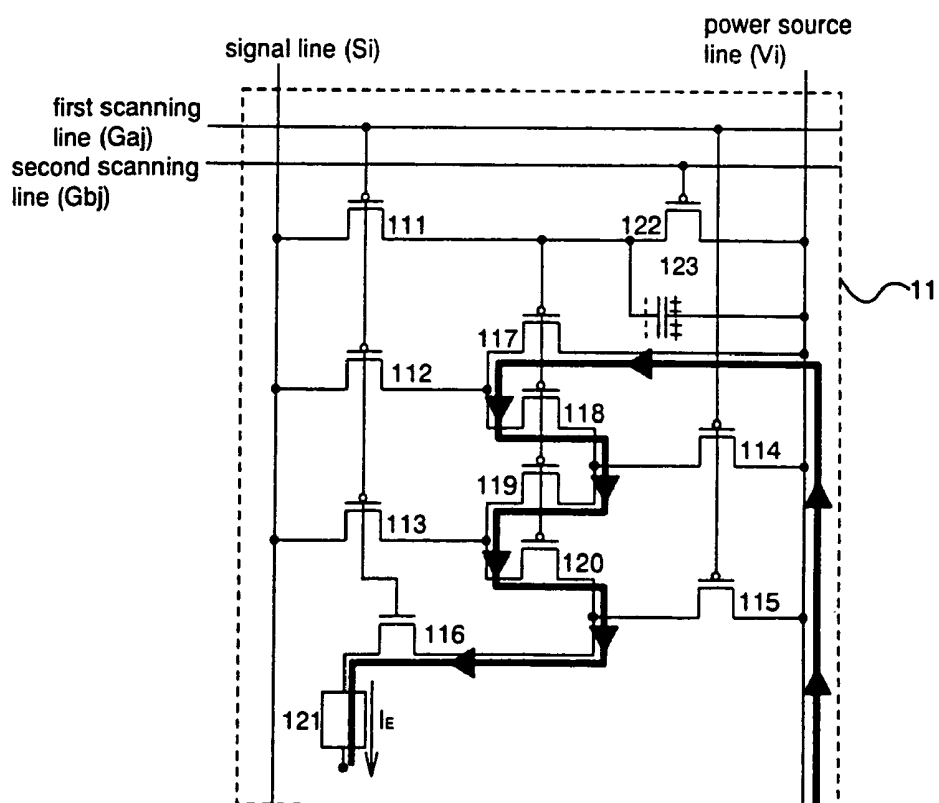 signal line (Si)
power source
line (Vi)
first scanning
line (Gaj)
second scanning
line (Gbj)
111
122
123
11
117
112
118
114
119
113
120
115
116
121
IE